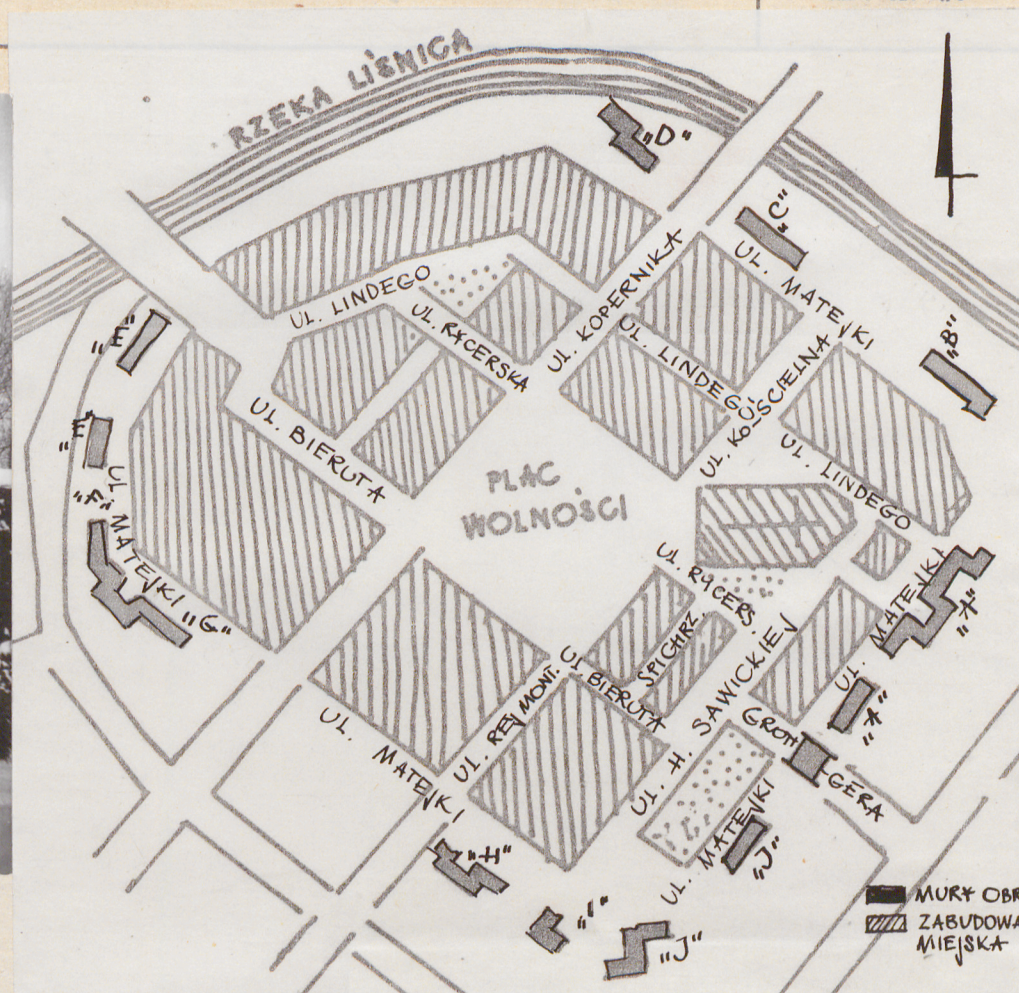 RZEKA LIŚNICA
"D"
"C"
UL. MATEJKI
"B"
UL. LINDEGO
UL. RYCERSKA
UL. KOPERNIKA
UL. LINDEGO
UL. KOŚCIELNA
UL. LINDEGO
"E"
"E"
UL. BIERUTA
PLAC
WOLNOŚCI
"F"
UL. MATEJKI
"G"
UL. RYCERS.
SPICHRZ.
UL. MATEJKI
"A"
"A"
UL. BIERUTA
UL. H. SAWICKIEJ
GROTT
GERA
UL. REYMONT.
UL. MATEJKI
UL. MATEJKI
"J"
"H"
"I"
"J"
MURY OBR
ZABUDOWA
MIEJSKA